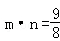 m • n = 9/8